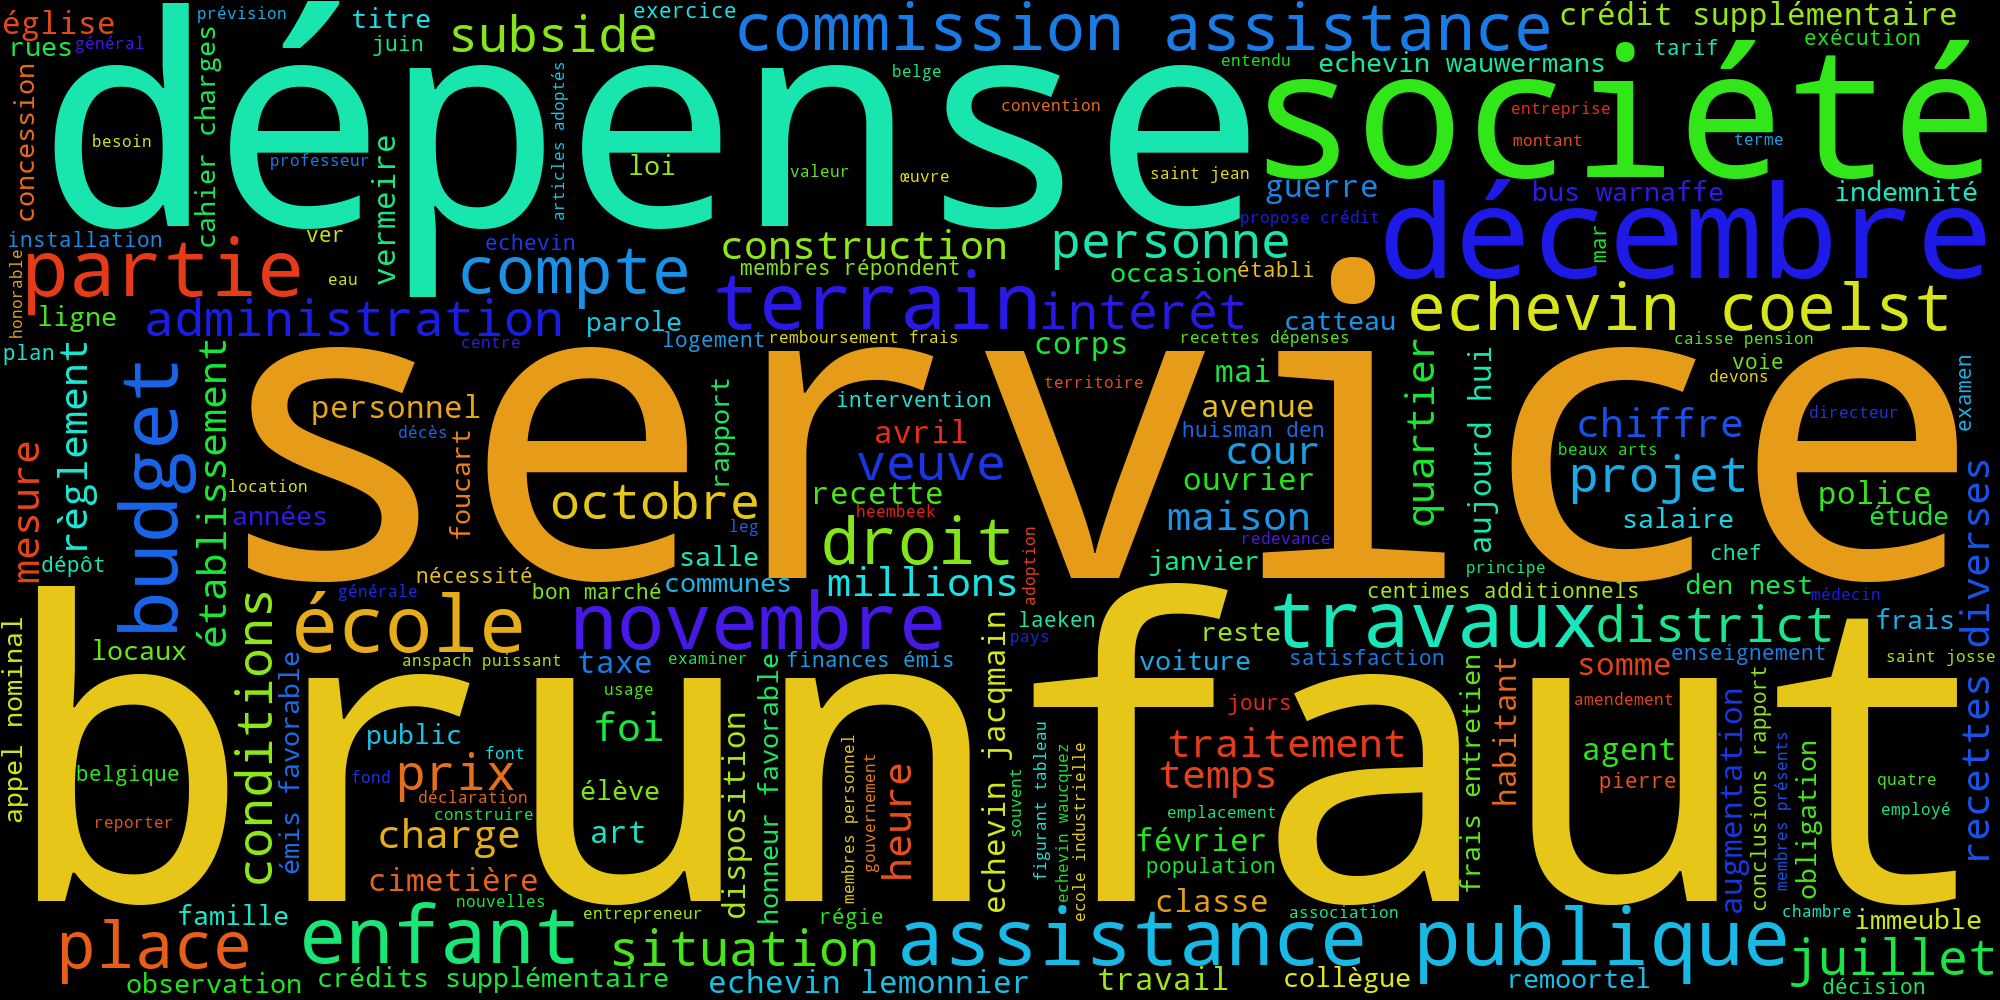 dépense
service
brunfaut
société
décembre
commission assistance
crédit supplémentaire
église
prévision
titre
exercice
subside
rues
général
juin
tarif
exécution
belge
entendu
echevin wauwermans
concession
cahier charges
articles adoptés
convention
entreprise
besoin
professeur
vermeire
loi
valeur
œuvre
saint jean
montant
terme
guerre
bus warnaffe
indemnité
propose crédit
installation
ver
echevin
construction
personne
mar
honorable
partie
eau
compte
membres répondent
occasion
établi
terrain
intérêt
echevin coelst
ligne
administration
parole
catteau
plan
centre
logement
remboursement frais
corps
recettes dépenses
caisse pension
voie
devons
règlement
budget
établissement
territoire
mai
quartier
aujourd hui
examen
personnel
rapport
intervention
avenue
chiffre
directeur
décès
avril
huisman den
mesure
foucart
veuve
cour
beaux arts
projet
location
octobre
recette
ouvrier
police
années
heembeek
maison
salaire
étude
leg
droit
redevance
diverses
dépôt
nécessité
salle
adoption
janvier
chef
principe
générale
bon marché
communes
millions
centimes additionnels
den nest
médecin
école
novembre
laeken
pays
reste
travaux
district
frais
appel nominal
locaux
conditions
émis favorable
anspach puissant
taxe
examiner
finances émis
echevin jacqmain
voiture
satisfaction
enseignement
saint josse
usage
honneur favorable
jours
frais entretien
habitant
somme
amendement
augmentation
conclusions rapport
recettes
public
font
foi
disposition
membres personnel
gouvernement
heure
souvent
figurant tableau
echevin waucquez
ecole industrielle
traitement
agent
membres présents
obligation
belgique
fond
prix
élève
temps
pierre
quatre
déclaration
construire
reporter
charge
art
emplacement
employé
février
cimetière
population
nouvelles
classe
famille
enfant
entrepreneur
régie
association
chambre
immeuble
place
situation
assistance publique
juillet
observation
crédits supplémentaire
echevin lemonnier
travail
collègue
remoortel
décision